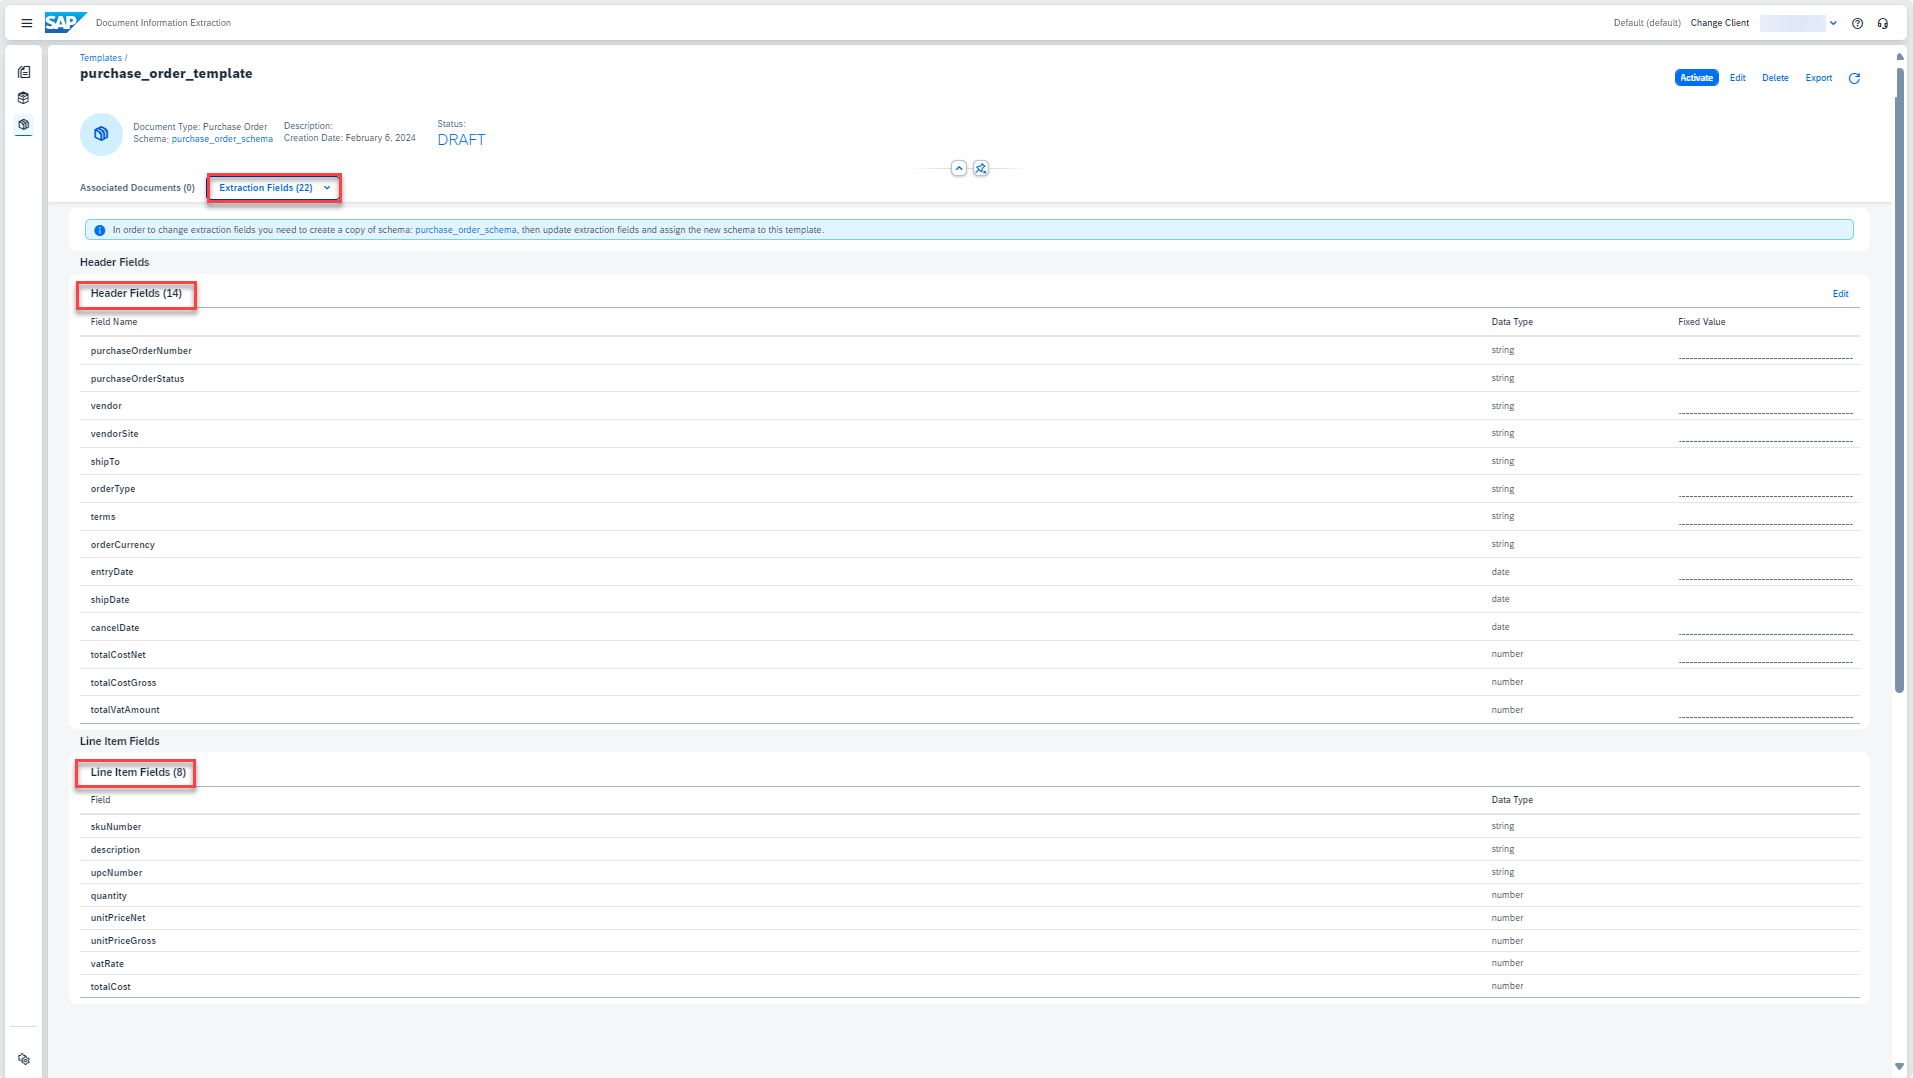 SAP Document Information Extraction Default (default) Change Client
Templates /
purchase_order_template
Activate Edit Delete Export
Document Type: Purchase Order Description: Status:
Schema: purchase_order_schema Creation Date: February 6, 2024 DRAFT
Associated Documents (0) Extraction Fields (22)
In order to change extraction fields you need to create a copy of schema: purchase_order_schema, then update extraction fields and assign the new schema to this template.
Header Fields
Header Fields (14) Edit
Field Name Data Type Fixed Value
purchaseOrderNumber string
purchaseOrderStatus string
vendor string
vendorSite string
shipTo string
orderType string
terms string
orderCurrency string
entryDate date
shipDate date
cancelDate date
totalCostNet number
totalCostGross number
totalVatAmount number
Line Item Fields
Line Item Fields (8)
Field Data Type
skuNumber string
description string
upcNumber string
quantity number
unitPriceNet number
unitPriceGross number
vatRate number
totalCost number